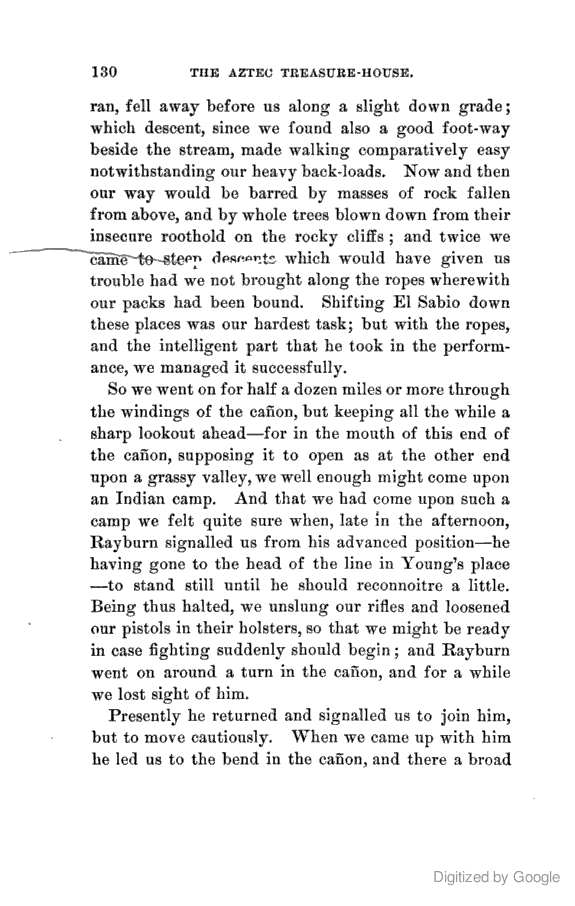 130 THE AZTEC TREASURE-HOUSE.
ran, fell away before us along a slight down grade;
which descent, since we found also a good foot-way
beside the stream, made walking comparatively easy
notwithstanding our heavy back-loads. Now and then
our way would be barred by masses of rock fallen
from above, and by whole trees blown down from their
insecure roothold on the rocky cliffs; and twice we
came to steep descents which would have given us
trouble had we not brought along the ropes wherewith
our packs had been bound. Shifting El Sabio down
these places was our hardest task; but with the ropes,
and the intelligent part that he took in the perform-
ance, we managed it successfully.
So we went on for half a dozen miles or more through
the windings of the cañon, but keeping all the while a
sharp lookout ahead—for in the mouth of this end of
the cañon, supposing it to open as at the other end
upon a grassy valley, we well enough might come upon
an Indian camp. And that we had come upon such a
camp we felt quite sure when, late in the afternoon,
Rayburn signalled us from his advanced position—he
having gone to the head of the line in Young's place
—to stand still until he should reconnoitre a little.
Being thus halted, we unslung our rifles and loosened
our pistols in their holsters, so that we might be ready
in case fighting suddenly should begin; and Rayburn
went on around a turn in the cañon, and for a while
we lost sight of him.
Presently he returned and signalled us to join him,
but to move cautiously. When we came up with him
he led us to the bend in the cañon, and there a broad
Digitized by Google